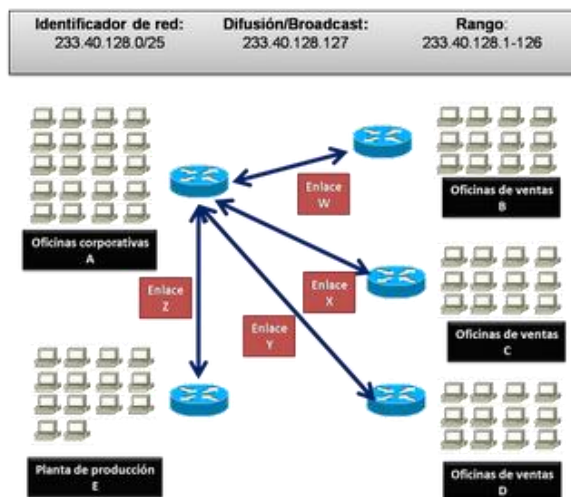 Identificador de red:
233.40.128.0/25
Difusión/Broadcast:
233.40.128.127
Rango:
233.40.128.1-126
Oficinas corporativas
A
Enlace
W
Oficinas de ventas
B
Enlace
Z
Enlace
X
Enlace
Y
Oficinas de ventas
C
Planta de producción
E
Oficinas de ventas
D